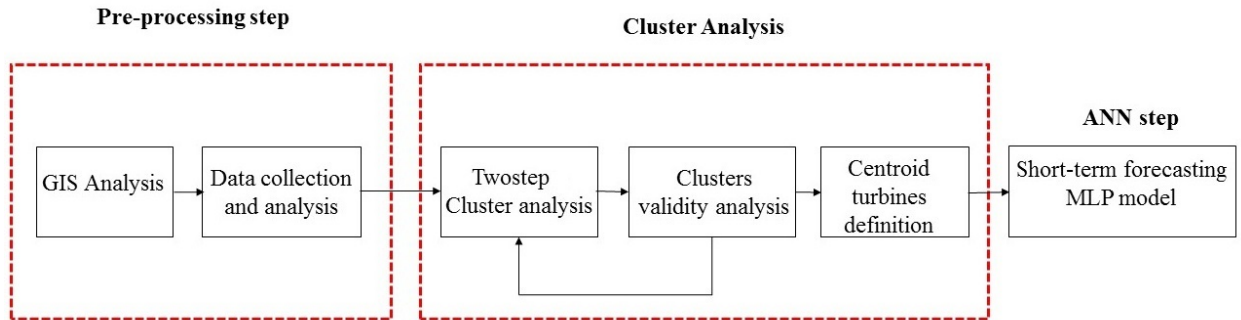 Pre-processing step
Cluster Analysis
ANN step
GIS Analysis
Data collection
and analysis
Twostep
Cluster analysis
Clusters
validity analysis
Centroid
turbines
definition
Short-term forecasting
MLP model